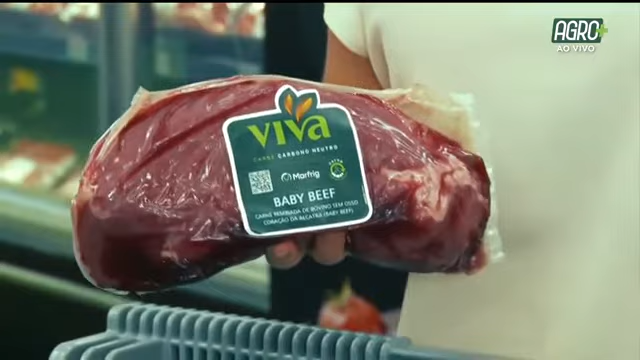 AGRO+
AO VIVO
VIVA
CARNE CARBONO NEUTRO
Marfrig
BABY BEEF
CARNE RESFRIADA DE BOVINO SEM OSSO
CORAÇÃO DA ALCATRA (BABY BEEF)